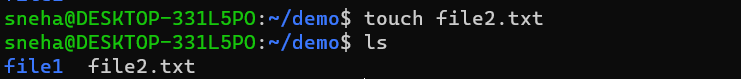 sneha@DESKTOP-331L5PO:~/demo$ touch file2.txt
sneha@DESKTOP-331L5PO:~/demo$ ls
file1  file2.txt